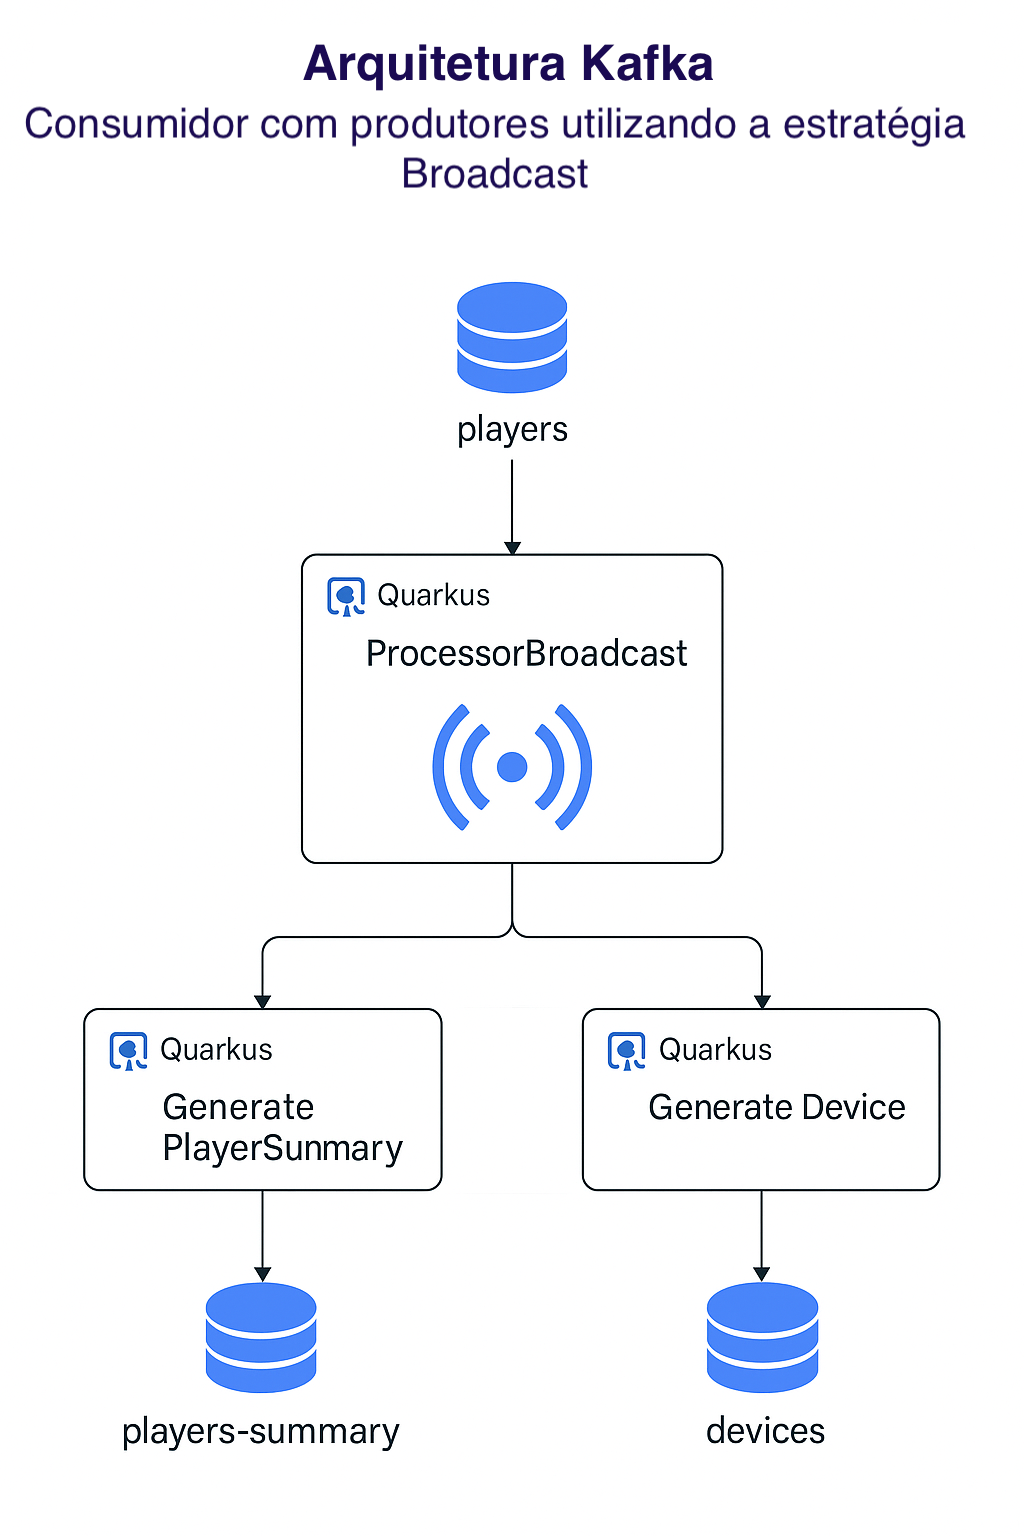 Arquitetura Kafka
Consumidor com produtores utilizando a estratégia
Broadcast
players
Quarkus
ProcessorBroadcast
Quarkus
Generate
PlayerSunmary
Quarkus
Generate Device
players-summary
devices